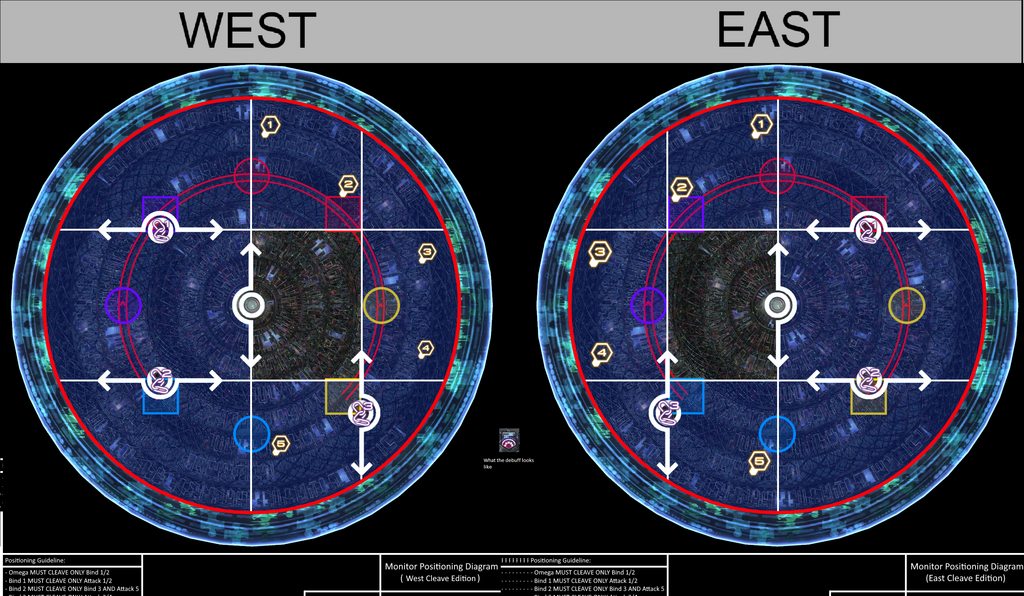 WEST
EAST
1
2
3
4
5
1
2
3
4
5
What the debuff looks
like
Positioning Guideline:
- Omega MUST CLEAVE ONLY Bind 1/2
- Bind 1 MUST CLEAVE ONLY Attack 1/2
- Bind 2 MUST CLEAVE ONLY Bind 3 AND Attack 5
Monitor Positioning Diagram
( West Cleave Edition )
Positioning Guideline:
- Omega MUST CLEAVE ONLY Bind 1/2
- Bind 1 MUST CLEAVE ONLY Attack 1/2
- Bind 2 MUST CLEAVE ONLY Bind 3 AND Attack 5
Monitor Positioning Diagram
(East Cleave Edition)